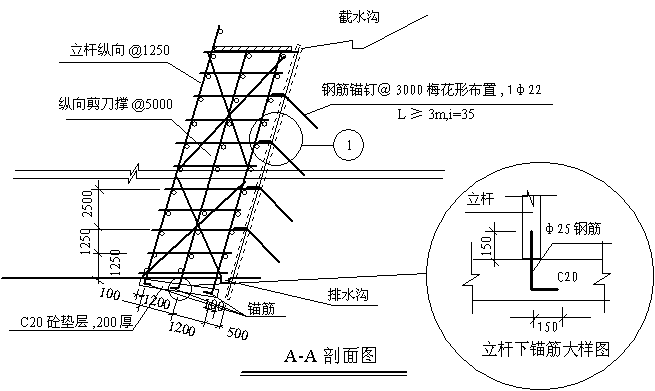 截水沟
立杆纵向@1250
钢筋锚钉@ 3000 梅花形布置 , 1ф22
L ≥ 3m,i=35
纵向剪刀撑@5000
1
2500
1250
1250
立杆
150
ф25 钢筋
C20
150
立杆下锚筋大样图
100
1200
1200
100
500
锚筋
排水沟
C20 砼垫层 ,200 厚
A-A 剖面图